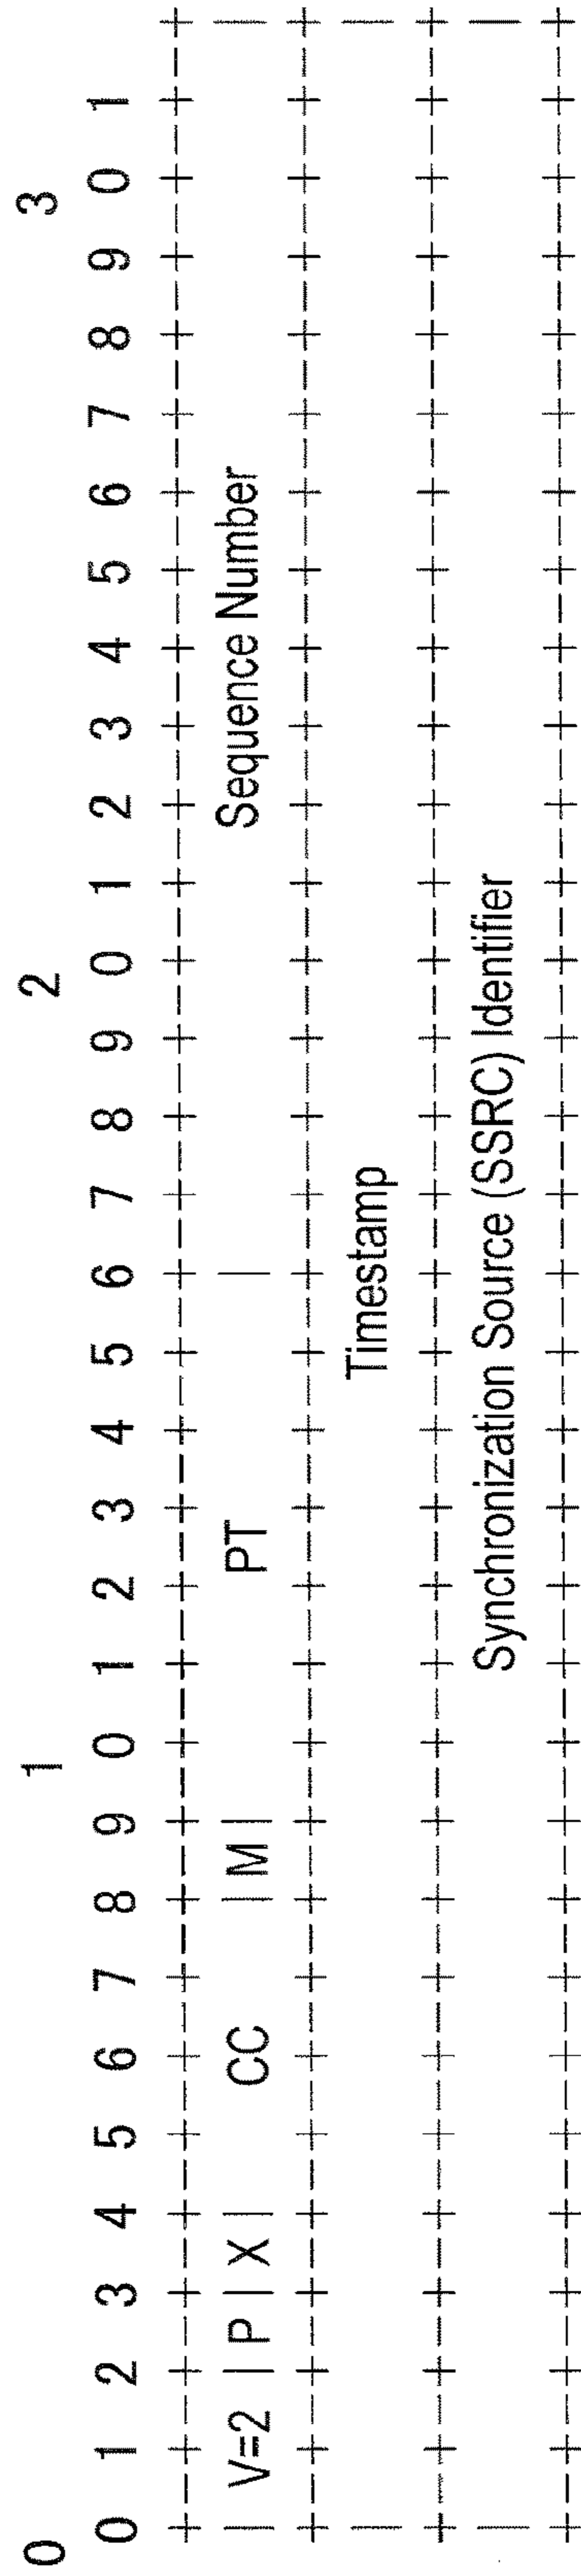 0 1 2 3
0 1 2 3 4 5 6 7 8 9 0 1 2 3 4 5 6 7 8 9 0 1 2 3 4 5 6 7 8 9 0 1
+-+-+-+-+-+-+-+-+-+-+-+-+-+-+-+-+-+-+-+-+-+-+-+-+-+-+-+-+-+-+-+-+
| V=2 | P | X | CC | M | PT | Sequence Number |
+-+-+-+-+-+-+-+-+-+-+-+-+-+-+-+-+-+-+-+-+-+-+-+-+-+-+-+-+-+-+-+-+
| Timestamp |
+-+-+-+-+-+-+-+-+-+-+-+-+-+-+-+-+-+-+-+-+-+-+-+-+-+-+-+-+-+-+-+-+
| Synchronization Source (SSRC) Identifier |
+-+-+-+-+-+-+-+-+-+-+-+-+-+-+-+-+-+-+-+-+-+-+-+-+-+-+-+-+-+-+-+-+